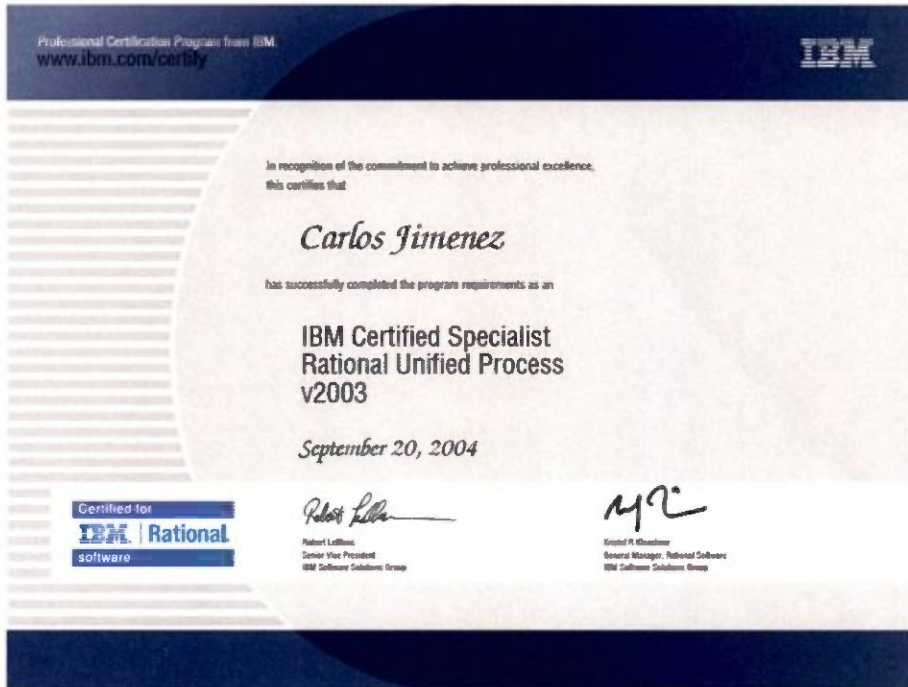 Professional Certification Program from IBM.
www.ibm.com/certify
IBM
In recognition of the commitment to achieve professional excellence,
this certifies that
Carlos Jimenez
has successfully completed the program requirements as an
IBM Certified Specialist
Rational Unified Process
v2003
September 20, 2004
Certified for
IBM. Rational.
software
Robert
Senior Vice President
IBM Software Solutions Group
General Manager, Rational Software
IBM Software Solutions Group